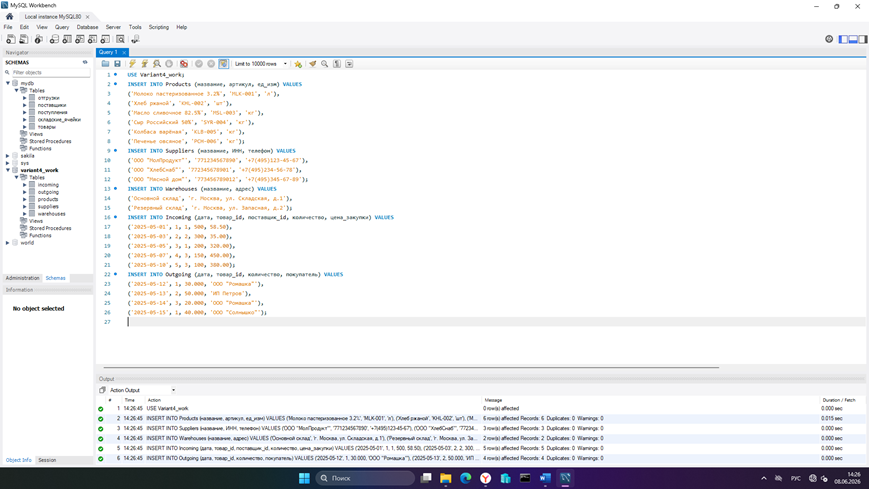 MySQL Workbench
Local instance MySQL80
File Edit View Query Database Server Tools Scripting Help
Navigator
SCHEMAS
Filter objects
mydb
Tables
отгрузки
поставщики
поступления
складские_ячейки
товары
Views
Stored Procedures
Functions
sakila
sys
variant4_work
Tables
incoming
outgoing
products
suppliers
warehouses
Views
Stored Procedures
Functions
world
Administration Schemas
Information
No object selected
Object Info Session
Query 1
Limit to 10000 rows
1 USE Variant4_work;
2 INSERT INTO Products (название, артикул, ед_изм) VALUES
3 ('Молоко пастеризованное 3.2%', 'MLK-001', 'л'),
4 ('Хлеб ржаной', 'KHL-002', 'шт'),
5 ('Масло сливочное 82.5%', 'MSL-003', 'кг'),
6 ('Сыр Российский 50%', 'SYR-004', 'кг'),
7 ('Колбаса варёная', 'KLB-005', 'кг'),
8 ('Печенье овсяное', 'PCH-006', 'кг');
9 INSERT INTO Suppliers (название, ИНН, телефон) VALUES
10 ('ООО "МолПродукт"', '771234567890', '+7(495)123-45-67'),
11 ('ООО "ХлебСнаб"', '772345678901', '+7(495)234-56-78'),
12 ('ООО "Мясной дом"', '773456789012', '+7(495)345-67-89');
13 INSERT INTO Warehouses (название, адрес) VALUES
14 ('Основной склад', 'г. Москва, ул. Складская, д.1'),
15 ('Резервный склад', 'г. Москва, ул. Запасная, д.2');
16 INSERT INTO Incoming (дата, товар_id, поставщик_id, количество, цена_закупки) VALUES
17 ('2025-05-01', 1, 1, 500, 58.50),
18 ('2025-05-03', 2, 2, 300, 35.00),
19 ('2025-05-05', 3, 1, 200, 320.00),
20 ('2025-05-07', 4, 3, 150, 450.00),
21 ('2025-05-10', 5, 3, 100, 380.00);
22 INSERT INTO Outgoing (дата, товар_id, количество, покупатель) VALUES
23 ('2025-05-12', 1, 30.000, 'ООО "Ромашка"'),
24 ('2025-05-13', 2, 50.000, 'ИП Петров'),
25 ('2025-05-14', 3, 20.000, 'ООО "Ромашка"'),
26 ('2025-05-15', 1, 40.000, 'ООО "Солнышко"');
27
Output
Action Output
# Time Action Message Duration / Fetch
1 14:26:45 USE Variant4_work 0 row(s) affected 0.000 sec
2 14:26:45 INSERT INTO Products (название, артикул, ед_изм) VALUES ('Молоко пастеризованное 3.2%', 'MLK-001', 'л'), ('Хлеб ржаной', 'KHL-002', 'шт'), ('Ма... 6 row(s) affected Records: 6 Duplicates: 0 Warnings: 0 0.015 sec
3 14:26:45 INSERT INTO Suppliers (название, ИНН, телефон) VALUES ('ООО "МолПродукт"', '771234567890', '+7(495)123-45-67'), ('ООО "ХлебСнаб"', '77234... 3 row(s) affected Records: 3 Duplicates: 0 Warnings: 0 0.000 sec
4 14:26:45 INSERT INTO Warehouses (название, адрес) VALUES ('Основной склад', 'г. Москва, ул. Складская, д.1'), ('Резервный склад', 'г. Москва, ул. За... 2 row(s) affected Records: 2 Duplicates: 0 Warnings: 0 0.000 sec
5 14:26:45 INSERT INTO Incoming (дата, товар_id, поставщик_id, количество, цена_закупки) VALUES ('2025-05-01', 1, 1, 500, 58.50), ('2025-05-03', 2, 2, 300, ... 5 row(s) affected Records: 5 Duplicates: 0 Warnings: 0 0.000 sec
6 14:26:45 INSERT INTO Outgoing (дата, товар_id, количество, покупатель) VALUES ('2025-05-12', 1, 30.000, 'ООО "Ромашка"'), ('2025-05-13', 2, 50.000, 'ИП ... 4 row(s) affected Records: 4 Duplicates: 0 Warnings: 0 0.000 sec
Поиск
РУС
14:26
08.06.2026